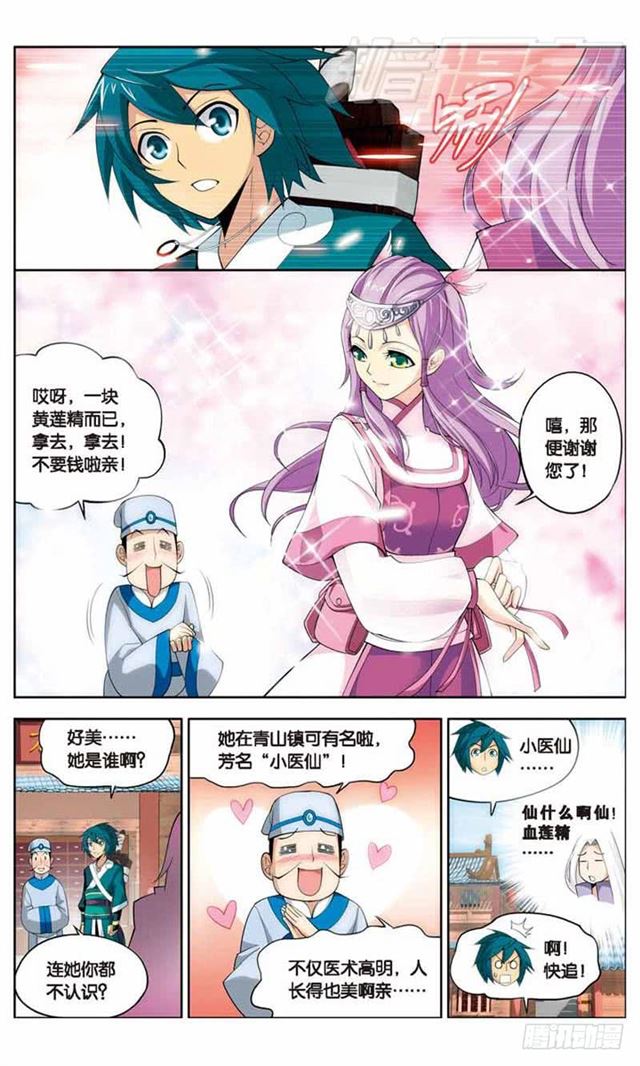 唰
哎呀，一块
黄莲精而已，
拿去，拿去！
不要钱啦亲！
嘻，那
便谢谢
您了！
好美……
她是谁啊？
连她你都
不认识？
她在青山镇可有名啦，
芳名“小医仙”！
不仅医术高明，人
长得也美啊亲……
小医仙
……
仙什么啊仙！
血莲精
……
啊！
快追！
腾讯动漫